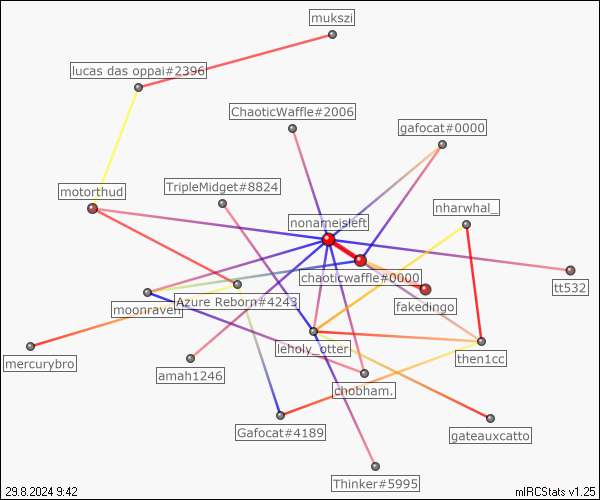 mukszi
lucas das oppai#2396
ChaoticWaffle#2006
gafocat#0000
TripleMidget#8824
motorthud
nharwhal_
nonameisleft
chaoticwaffle#0000
tt532
Azure Reborn#4243
moonraven
fakedingo
leholy_otter
then1cc
mercurybro
amah1246
chobham.
Gafocat#4189
gateauxcatto
Thinker#5995
29.8.2024 9:42
mIRCStats v1.25